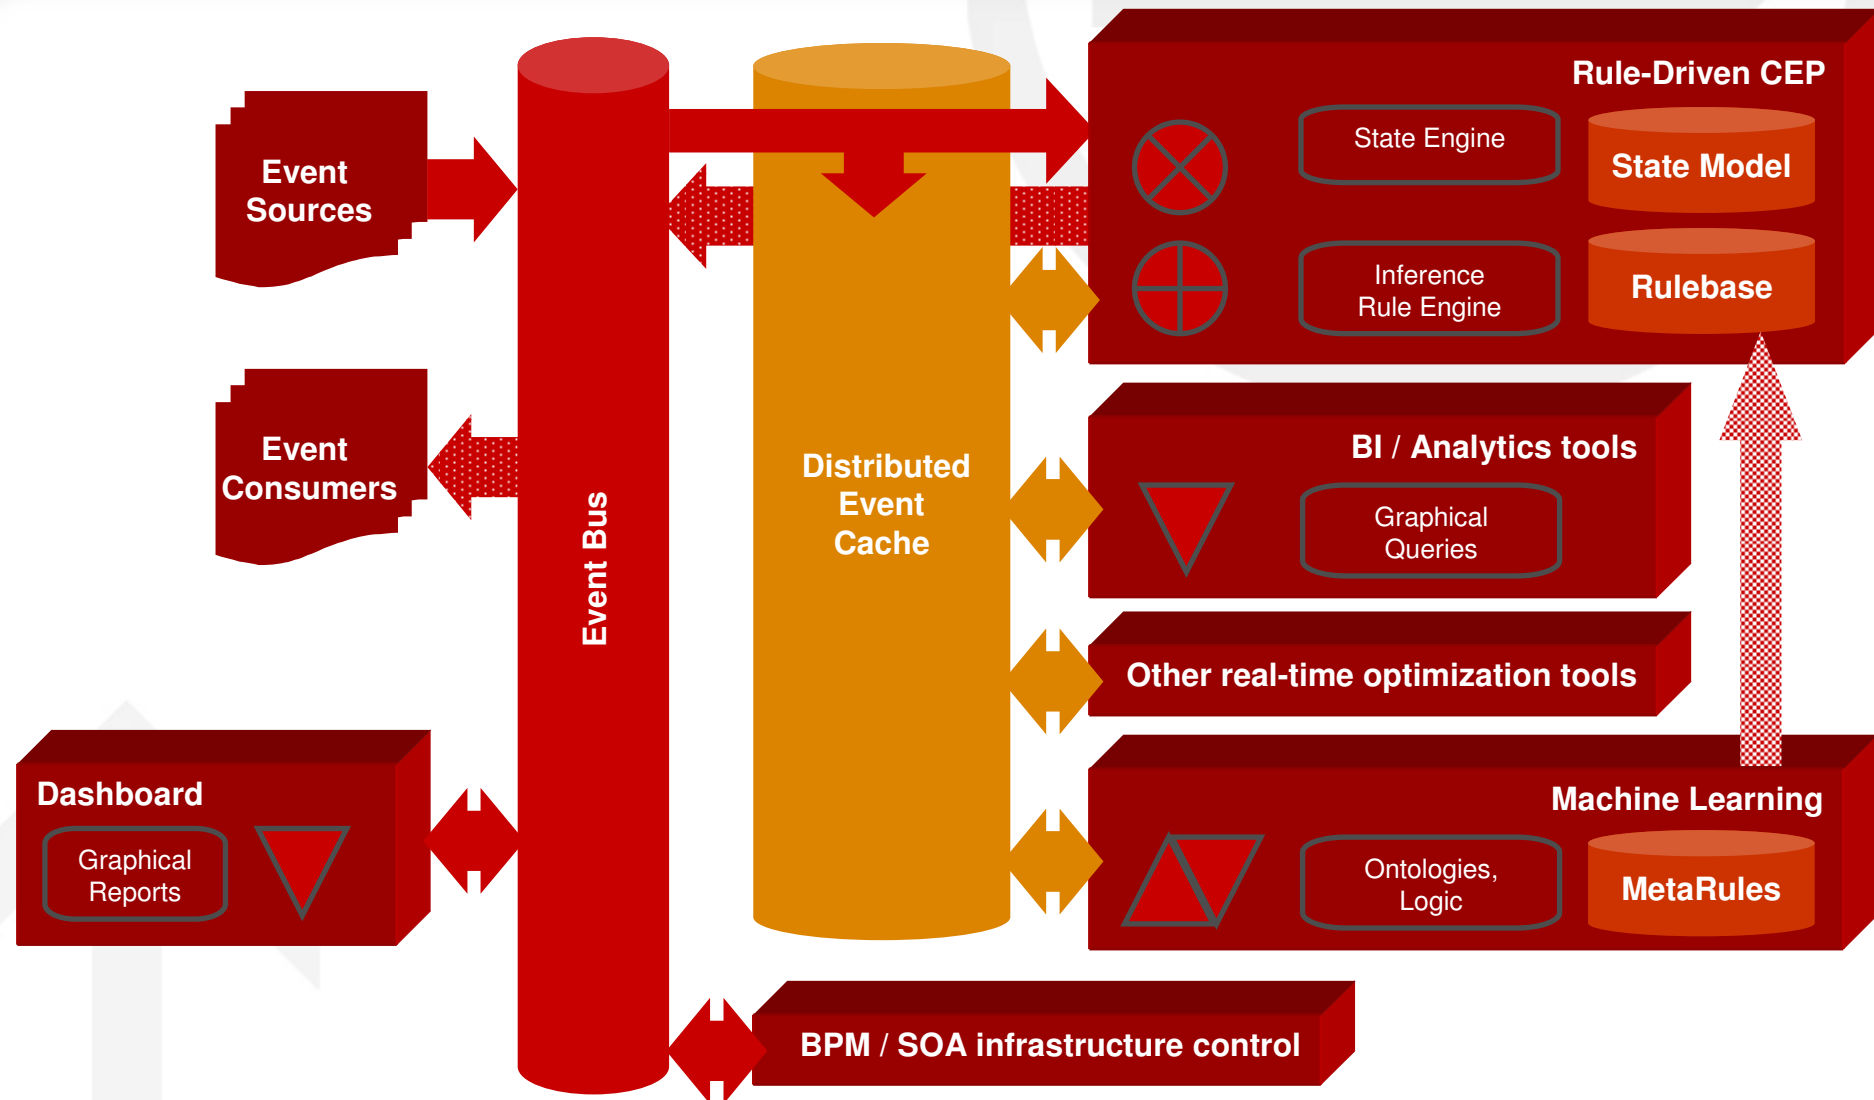 Rule-Driven CEP
State Engine
State Model
Inference
Rule Engine
Rulebase
Event
Sources
Event
Consumers
Event Bus
Distributed
Event
Cache
BI / Analytics tools
Graphical
Queries
Other real-time optimization tools
Dashboard
Graphical
Reports
Machine Learning
Ontologies,
Logic
MetaRules
BPM / SOA infrastructure control